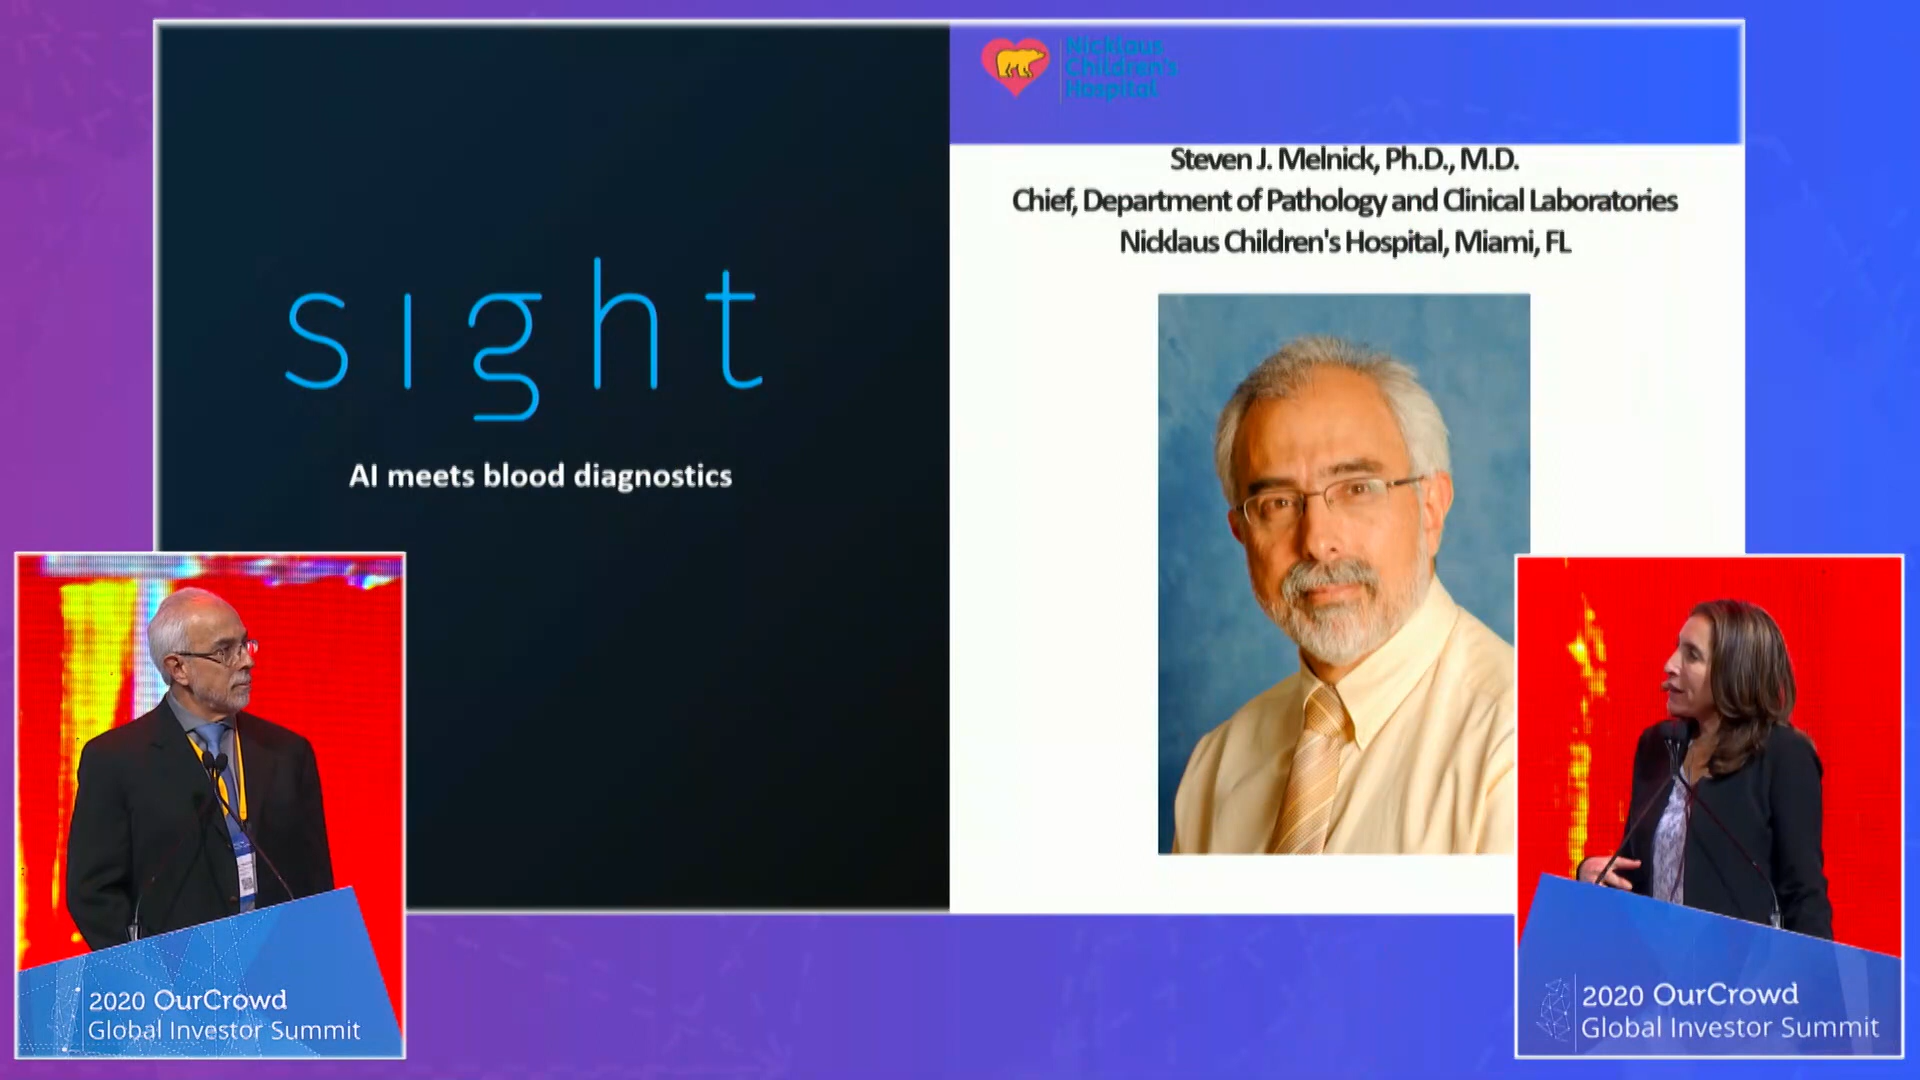 sight
AI meets blood diagnostics
Nicklaus
Children's
Hospital
Steven J. Melnick, Ph.D., M.D.
Chief, Department of Pathology and Clinical Laboratories
Nicklaus Children's Hospital, Miami, FL
2020 OurCrowd
Global Investor Summit
2020 OurCrowd
Global Investor Summit